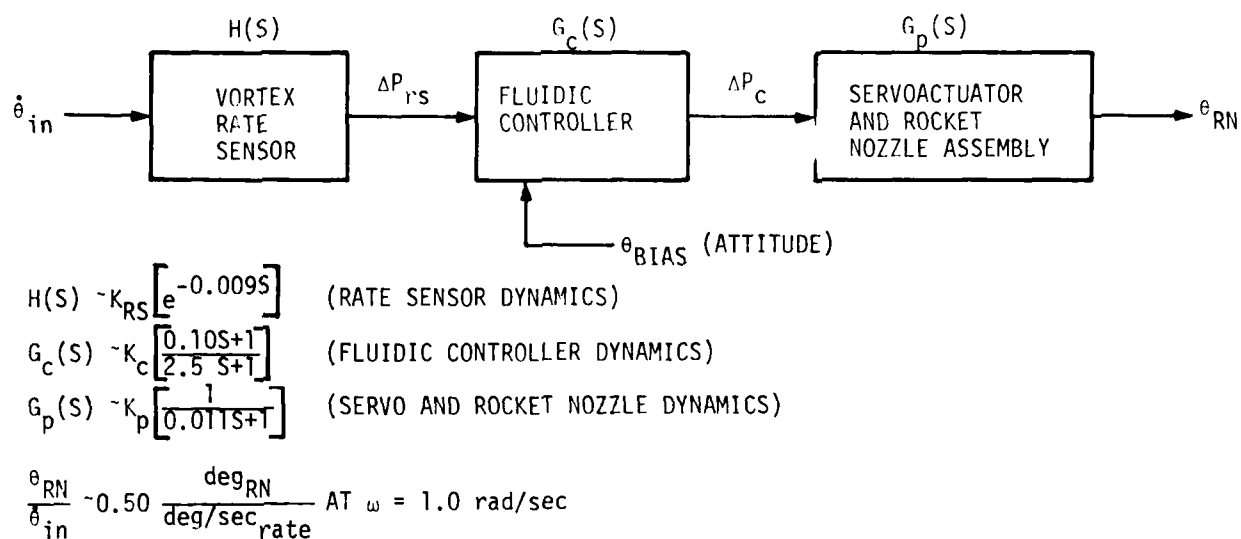 H(S)
G_c(S)
G_p(S)
θ̇_in
VORTEX
RATE
SENSOR
ΔP_rs
FLUIDIC
CONTROLLER
ΔP_c
SERVOACTUATOR
AND ROCKET
NOZZLE ASSEMBLY
θ_RN
θ_BIAS (ATTITUDE)
H(S) ~K_RS[e^-0.009S] (RATE SENSOR DYNAMICS)
G_c(S) ~K_c[0.10S+1 / 2.5 S+1] (FLUIDIC CONTROLLER DYNAMICS)
G_p(S) ~K_p[1 / 0.011S+1] (SERVO AND ROCKET NOZZLE DYNAMICS)
θ_RN / θ̇_in ~0.50 deg_RN / deg/sec_rate AT ω = 1.0 rad/sec